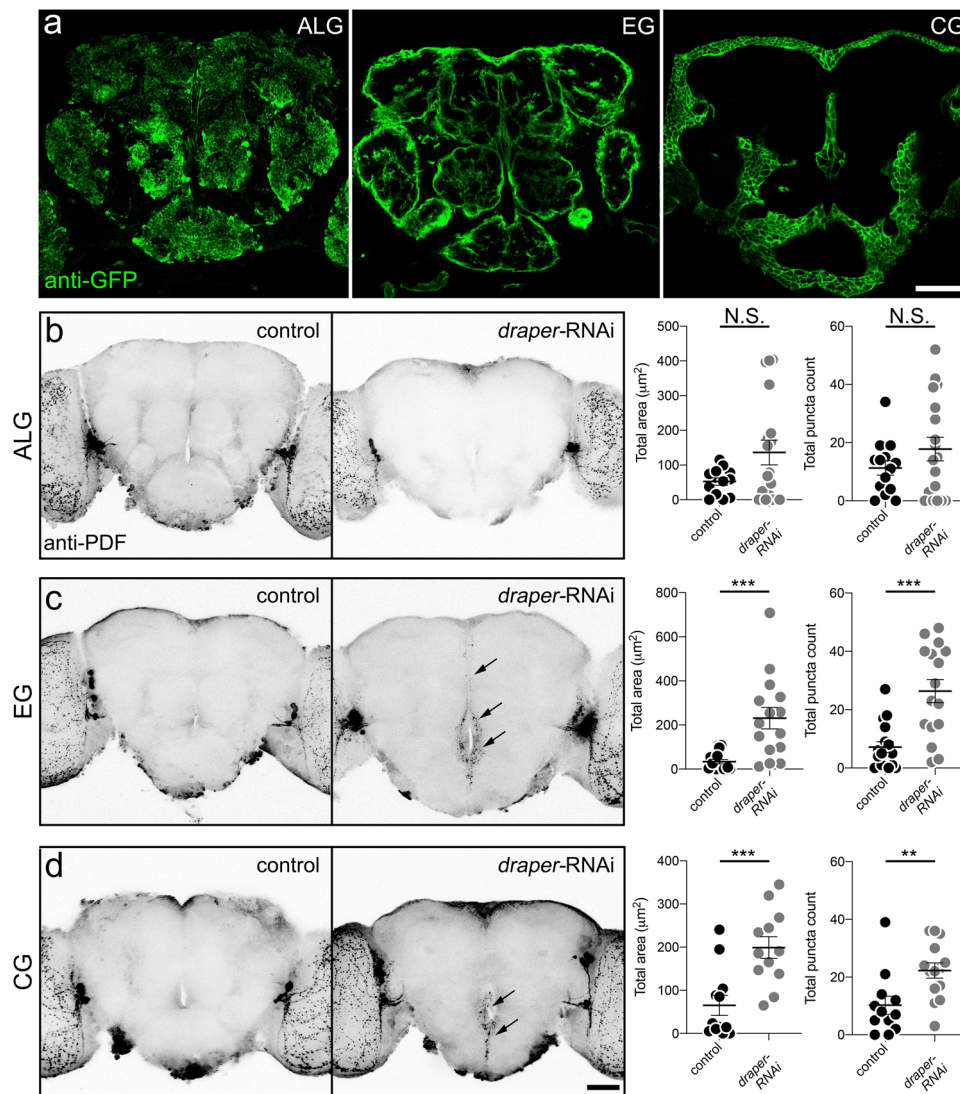 a ALG EG CG
anti-GFP
b control draper-RNAi
ALG
anti-PDF
N.S.
Total area (μm²)
500
400
300
200
100
0
control
draper-
RNAi
N.S.
Total puncta count
60
40
20
0
control
draper-
RNAi
c control draper-RNAi
EG
***
Total area (μm²)
800
600
400
200
0
control
draper-
RNAi
***
Total puncta count
60
40
20
0
control
draper-
RNAi
d control draper-RNAi
CG
***
Total area (μm²)
400
300
200
100
0
control
draper-
RNAi
**
Total puncta count
60
40
20
0
control
draper-
RNAi